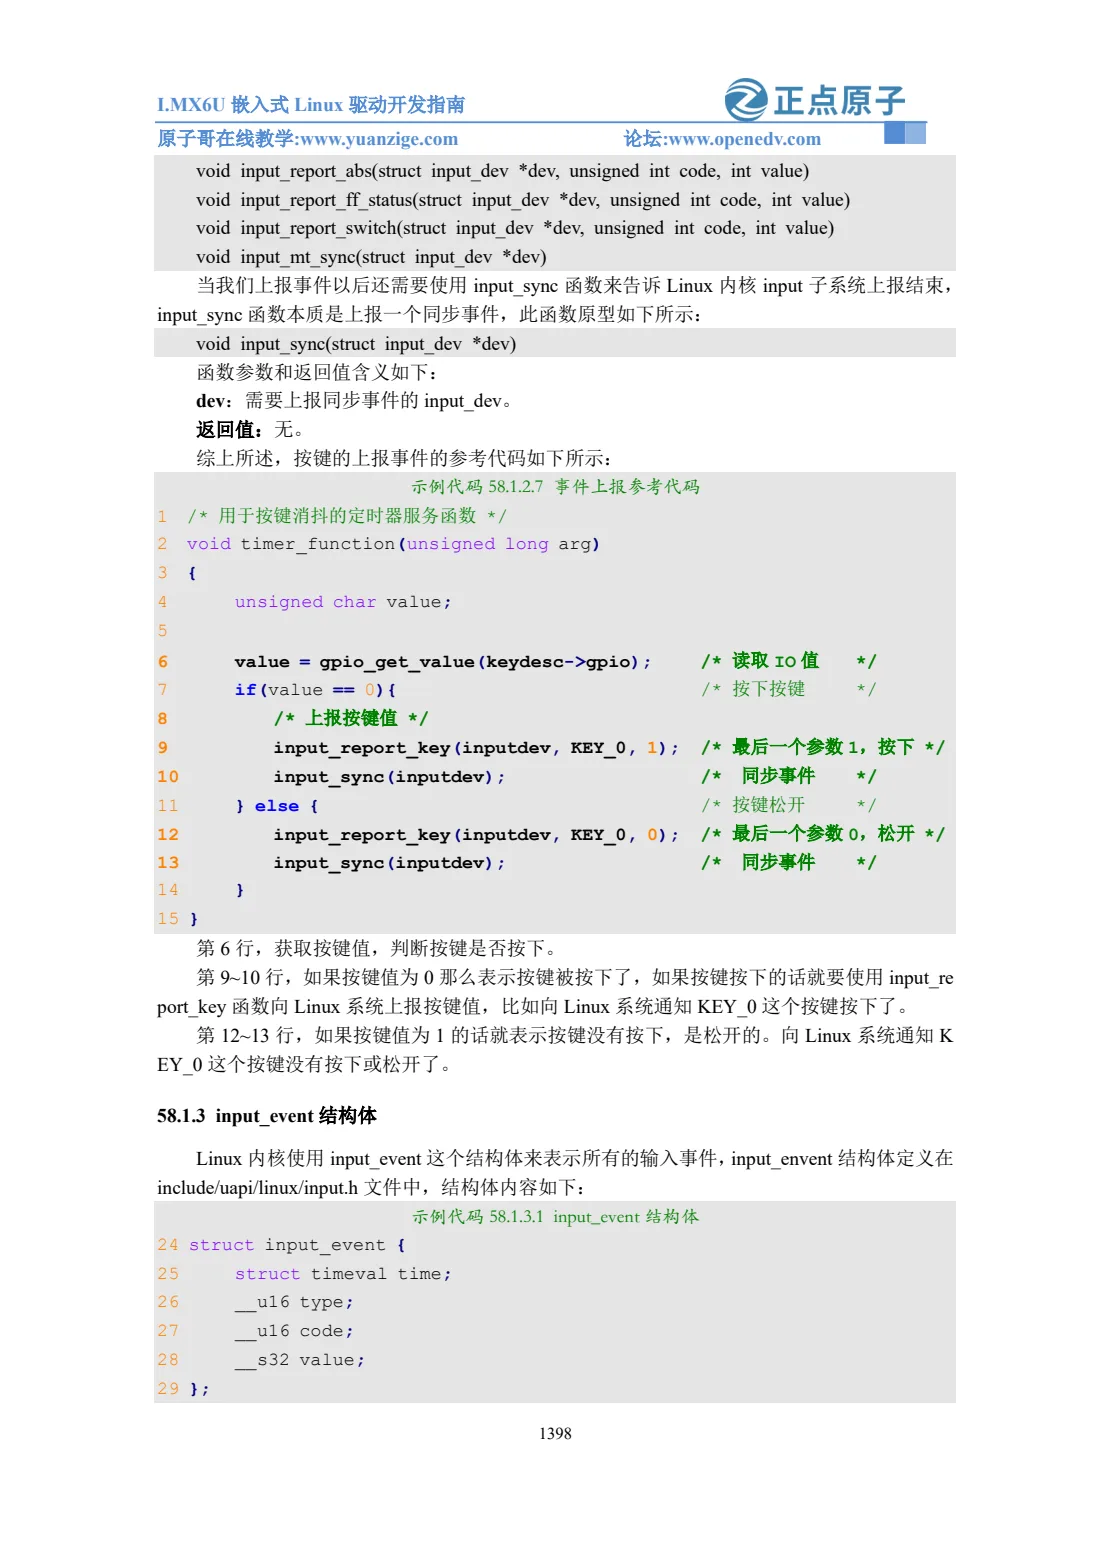 I.MX6U 嵌入式 Linux 驱动开发指南
正点原子
原子哥在线教学:www.yuanzige.com 论坛:www.openedv.com
void input_report_abs(struct input_dev *dev, unsigned int code, int value)
void input_report_ff_status(struct input_dev *dev, unsigned int code, int value)
void input_report_switch(struct input_dev *dev, unsigned int code, int value)
void input_mt_sync(struct input_dev *dev)
当我们上报事件以后还需要使用 input_sync 函数来告诉 Linux 内核 input 子系统上报结束，
input_sync 函数本质是上报一个同步事件，此函数原型如下所示：
void input_sync(struct input_dev *dev)
函数参数和返回值含义如下：
dev：需要上报同步事件的 input_dev。
返回值：无。
综上所述，按键的上报事件的参考代码如下所示：
示例代码 58.1.2.7 事件上报参考代码
1 /* 用于按键消抖的定时器服务函数 */
2 void timer_function(unsigned long arg)
3 {
4 unsigned char value;
5
6 value = gpio_get_value(keydesc->gpio); /* 读取 IO 值 */
7 if(value == 0){ /* 按下按键 */
8 /* 上报按键值 */
9 input_report_key(inputdev, KEY_0, 1); /* 最后一个参数 1，按下 */
10 input_sync(inputdev); /* 同步事件 */
11 } else { /* 按键松开 */
12 input_report_key(inputdev, KEY_0, 0); /* 最后一个参数 0，松开 */
13 input_sync(inputdev); /* 同步事件 */
14 }
15 }
第 6 行，获取按键值，判断按键是否按下。
第 9~10 行，如果按键值为 0 那么表示按键被按下了，如果按键按下的话就要使用 input_re
port_key 函数向 Linux 系统上报按键值，比如向 Linux 系统通知 KEY_0 这个按键按下了。
第 12~13 行，如果按键值为 1 的话就表示按键没有按下，是松开的。向 Linux 系统通知 K
EY_0 这个按键没有按下或松开了。
58.1.3 input_event 结构体
Linux 内核使用 input_event 这个结构体来表示所有的输入事件，input_envent 结构体定义在
include/uapi/linux/input.h 文件中，结构体内容如下：
示例代码 58.1.3.1 input_event 结构体
24 struct input_event {
25 struct timeval time;
26 __u16 type;
27 __u16 code;
28 __s32 value;
29 };
1398